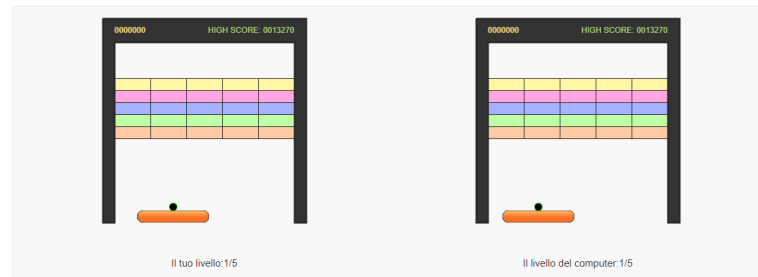 0000000 HIGH SCORE: 0013270
0000000 HIGH SCORE: 0013270
Il tuo livello:1/5
Il livello del computer:1/5